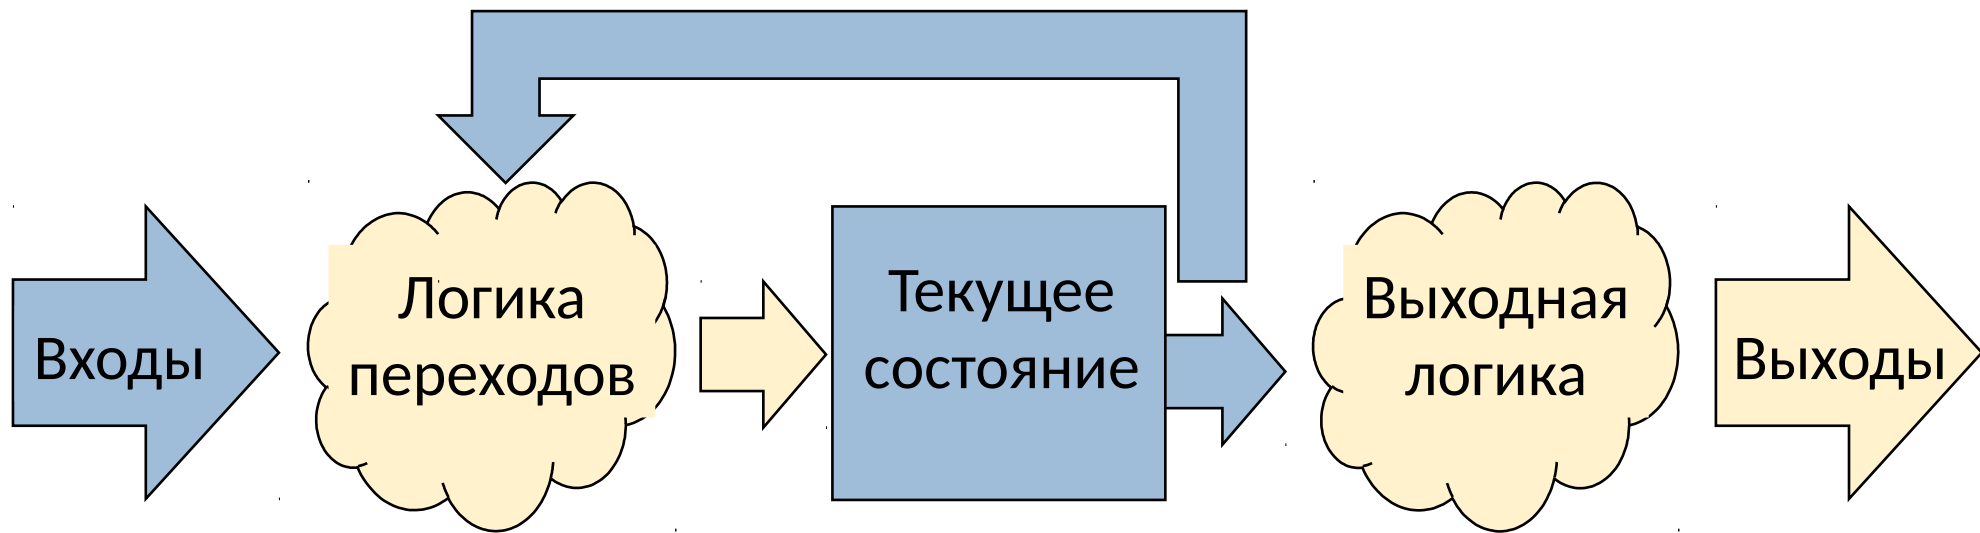 Входы
Логика
переходов
Текущее
состояние
Выходная
логика
Выходы